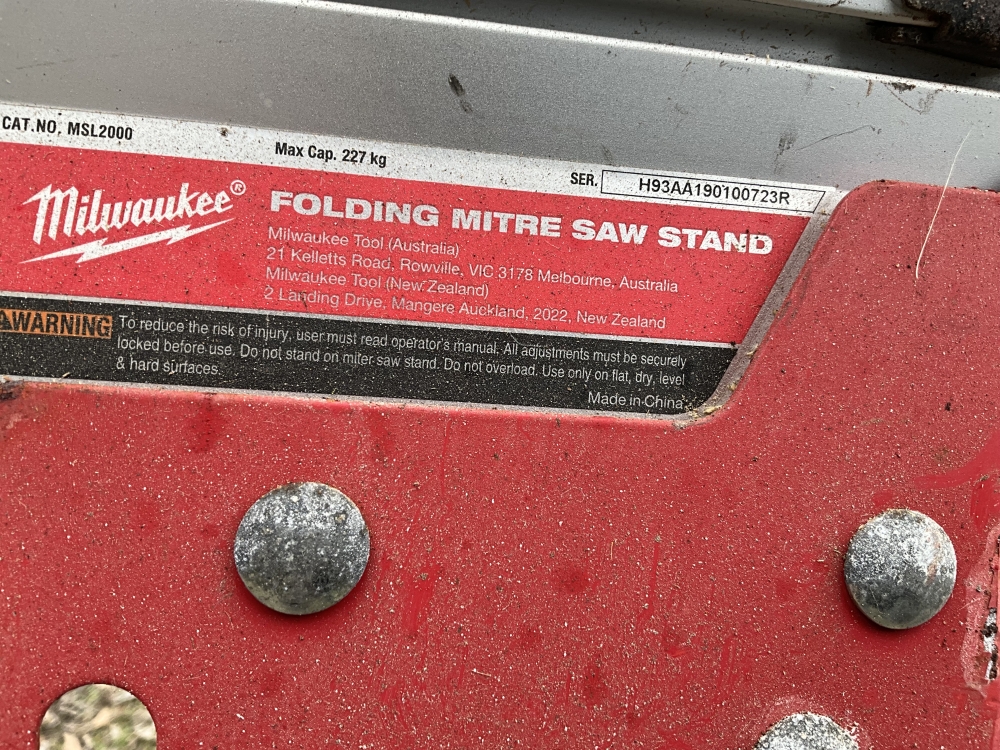 CAT.NO. MSL2000
Max Cap. 227 kg
SER. H93AA190100723R
Milwaukee®
FOLDING MITRE SAW STAND
Milwaukee Tool (Australia)
21 Kelletts Road, Rowville, VIC 3178 Melbourne, Australia
Milwaukee Tool (New Zealand)
2 Landing Drive, Mangere Auckland, 2022, New Zealand
WARNING To reduce the risk of injury, user must read operator's manual. All adjustments must be securely
locked before use. Do not stand on miter saw stand. Do not overload. Use only on flat, dry, level
& hard surfaces.
Made in China